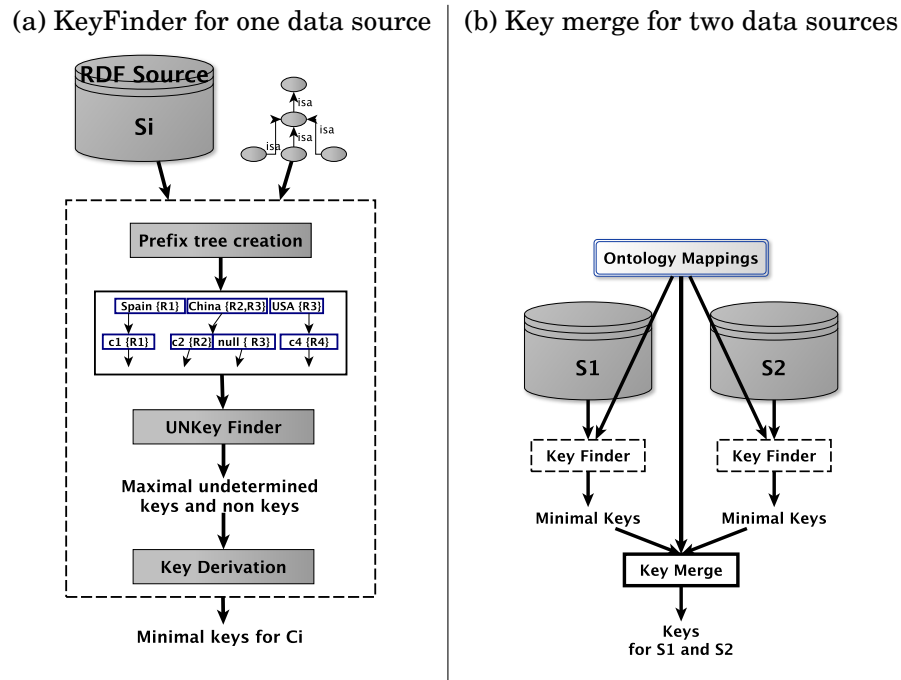 (a) KeyFinder for one data source
RDF Source
Si
isa
isa
isa
isa
Prefix tree creation
Spain {R1} China {R2,R3} USA {R3}
c1 {R1} c2 {R2} null { R3} c4 {R4}
UNKey Finder
Maximal undetermined
keys and non keys
Key Derivation
Minimal keys for Ci
(b) Key merge for two data sources
Ontology Mappings
S1 S2
Key Finder Key Finder
Minimal Keys Minimal Keys
Key Merge
Keys
for S1 and S2